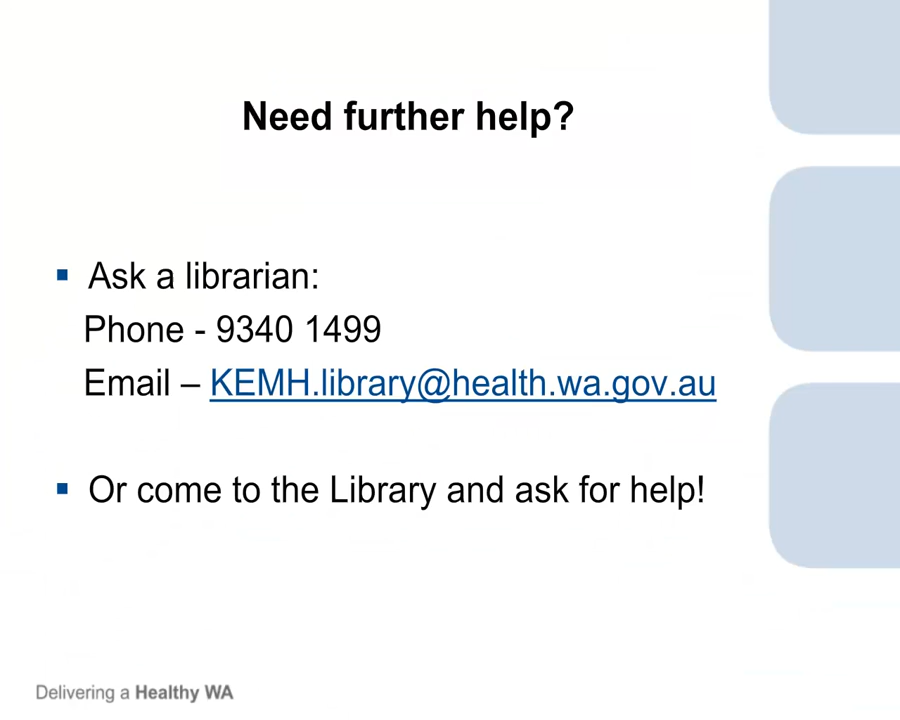 Need further help?
▪ Ask a librarian:
Phone - 9340 1499
Email – KEMH.library@health.wa.gov.au
▪ Or come to the Library and ask for help!
Delivering a Healthy WA